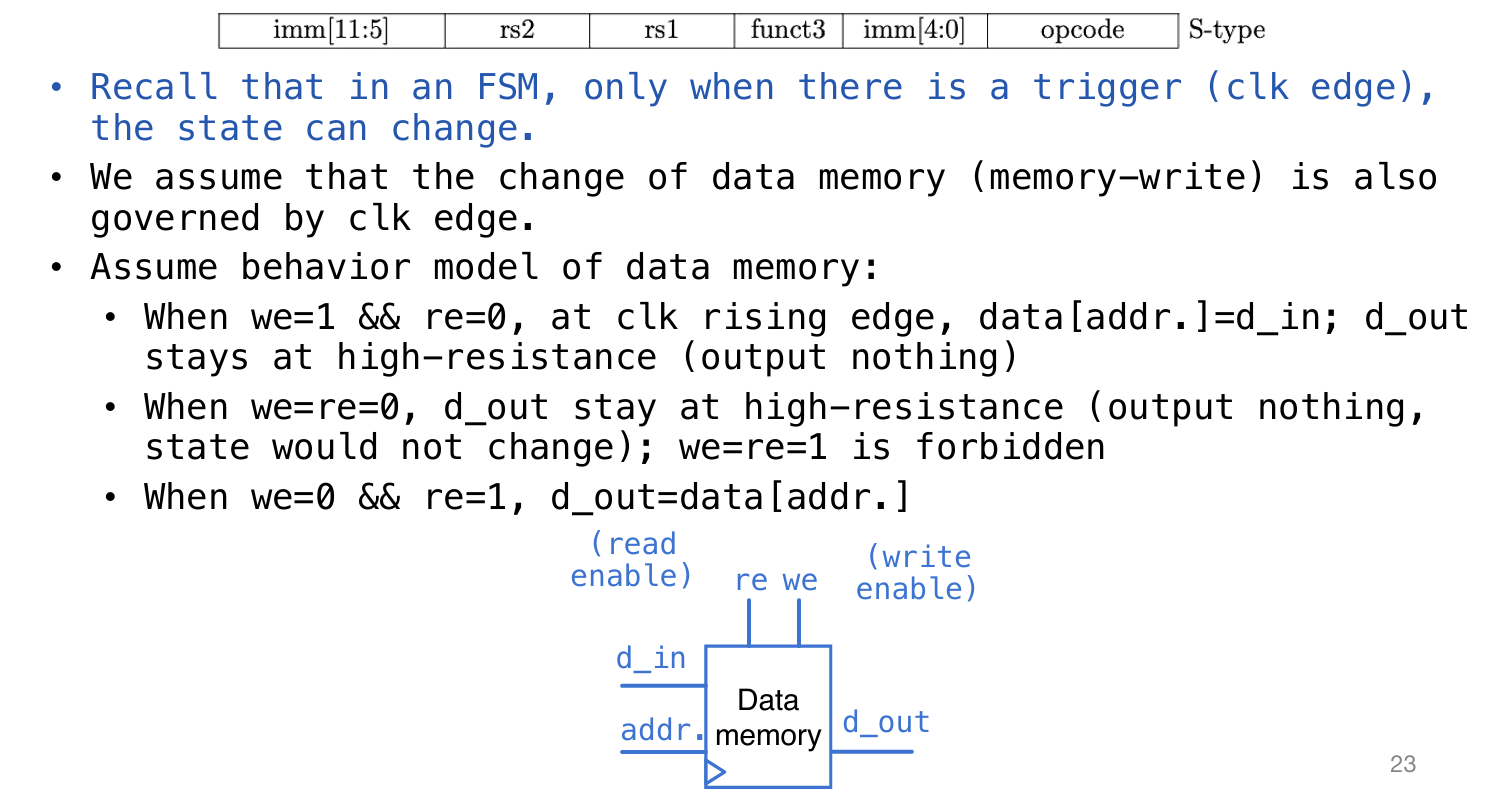 imm[11:5] rs2 rs1 funct3 imm[4:0] opcode S-type
• Recall that in an FSM, only when there is a trigger (clk edge),
the state can change.
• We assume that the change of data memory (memory-write) is also
governed by clk edge.
• Assume behavior model of data memory:
• When we=1 && re=0, at clk rising edge, data[addr.]=d_in; d_out
stays at high-resistance (output nothing)
• When we=re=0, d_out stay at high-resistance (output nothing,
state would not change); we=re=1 is forbidden
• When we=0 && re=1, d_out=data[addr.]
(read
enable)
re we
(write
enable)
d_in
Data
memory
addr.
d_out
23